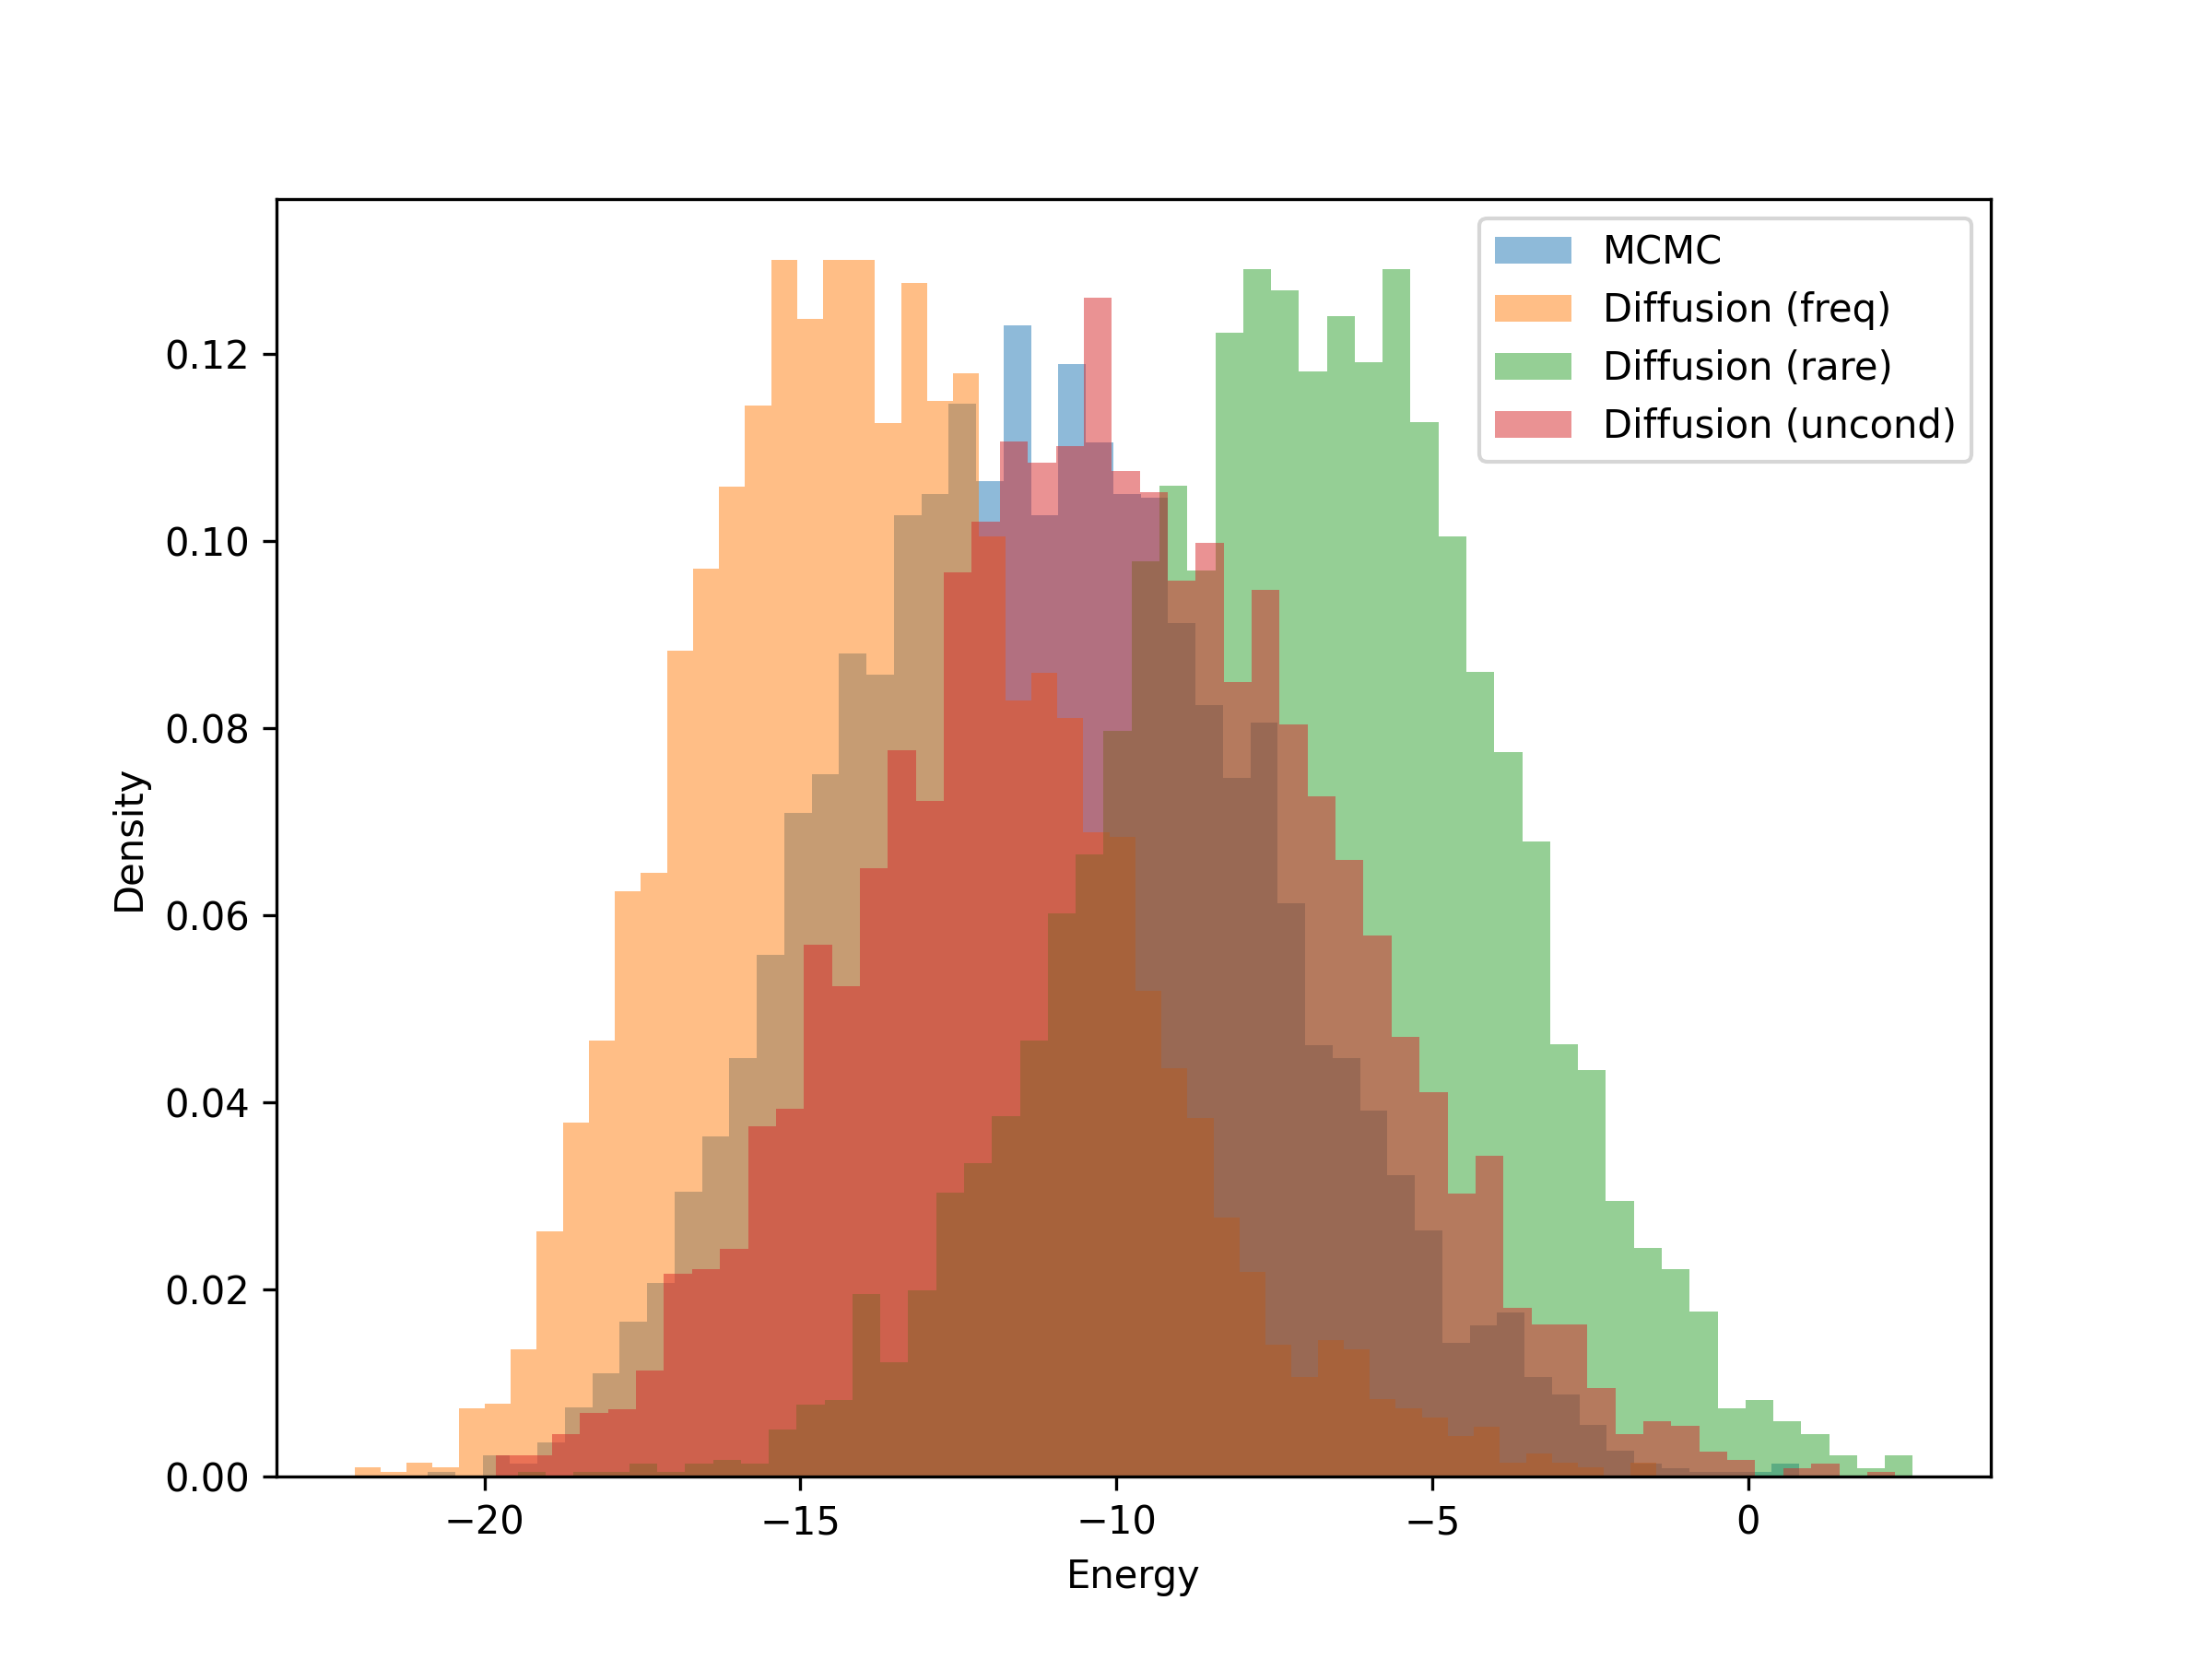 MCMC
Diffusion (freq)
Diffusion (rare)
Diffusion (uncond)
0.12
0.10
0.08
0.06
0.04
0.02
0.00
Density
−20 −15 −10 −5 0
Energy